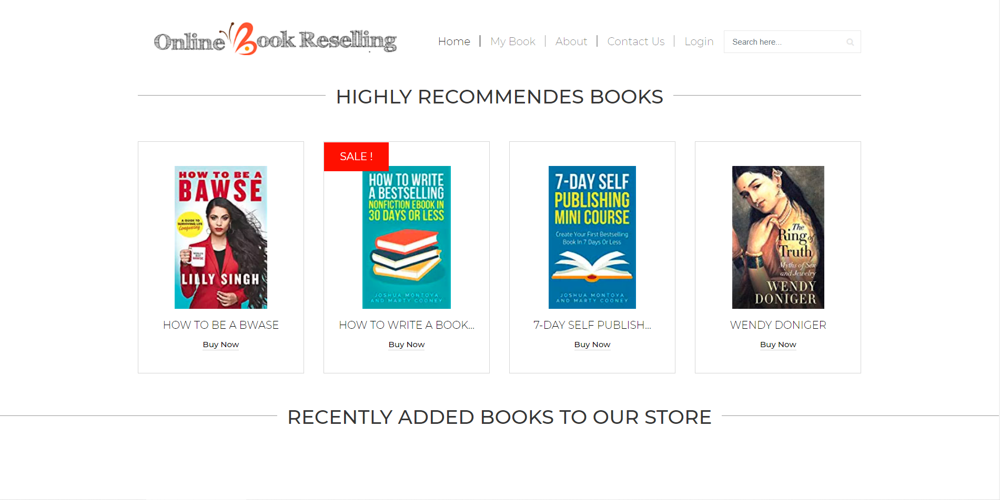 Online Book Reselling
Home
My Book
About
Contact Us
Login
Search here...
HIGHLY RECOMMENDES BOOKS
HOW TO BE A
BAWSE
A GUIDE TO
SURVIVING LIFE
Conquering
WORLD'S
BEST
BAWSE
LILLY SINGH
HOW TO BE A BWASE
Buy Now
SALE !
HOW TO WRITE
A BESTSELLING
NONFICTION EBOOK IN
30 DAYS OR LESS
JOSHUA MONTOYA
AND MARTY COONEY
HOW TO WRITE A BOOK...
Buy Now
7-DAY SELF
PUBLISHING
MINI COURSE
Create Your First Bestselling
Book In 7 Days Or Less
JOSHUA MONTOYA
AND MARTY COONEY
7-DAY SELF PUBLISH...
Buy Now
The
Ring of
Truth
Myths of Sex
and Jewelry
WENDY
DONIGER
WENDY DONIGER
Buy Now
RECENTLY ADDED BOOKS TO OUR STORE